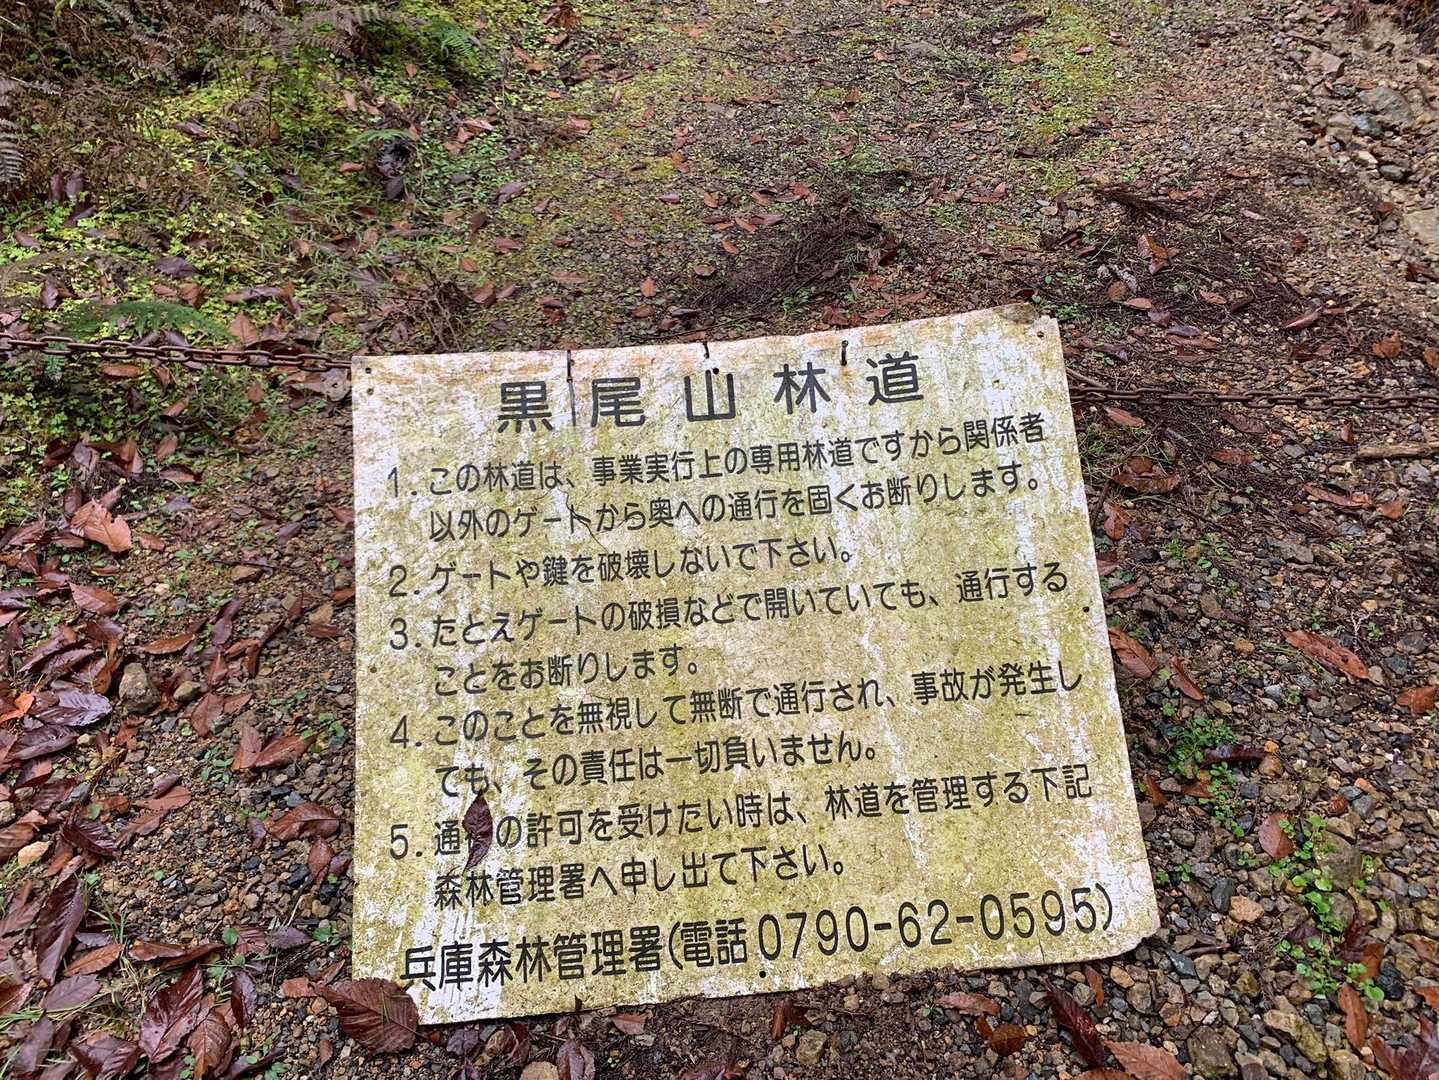 黒尾山林道
1.この林道は、事業実行上の専用林道ですから関係者
以外のゲートから奥への通行を固くお断りします。
2.ゲートや鍵を破壊しないで下さい。
3.たとえゲートの破損などで開いていても、通行する
ことをお断りします。
4.このことを無視して無断で通行され、事故が発生し
ても、その責任は一切負いません。
5.通行の許可を受けたい時は、林道を管理する下記
森林管理署へ申し出て下さい。
兵庫森林管理署(電話0790-62-0595)